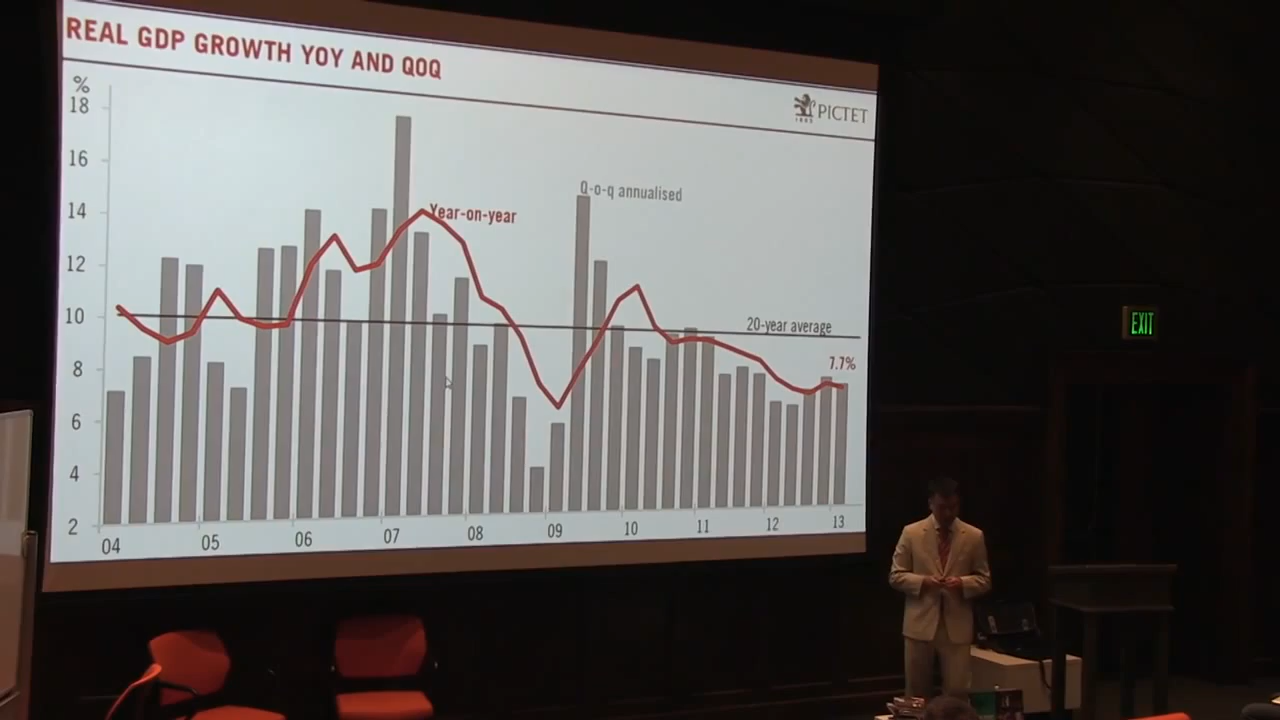 REAL GDP GROWTH YOY AND QOQ
PICTET
%
18
16
14
12
10
8
6
4
2
Q-o-q annualised
Year-on-year
20-year average
7.7%
04 05 06 07 08 09 10 11 12 13
EXIT